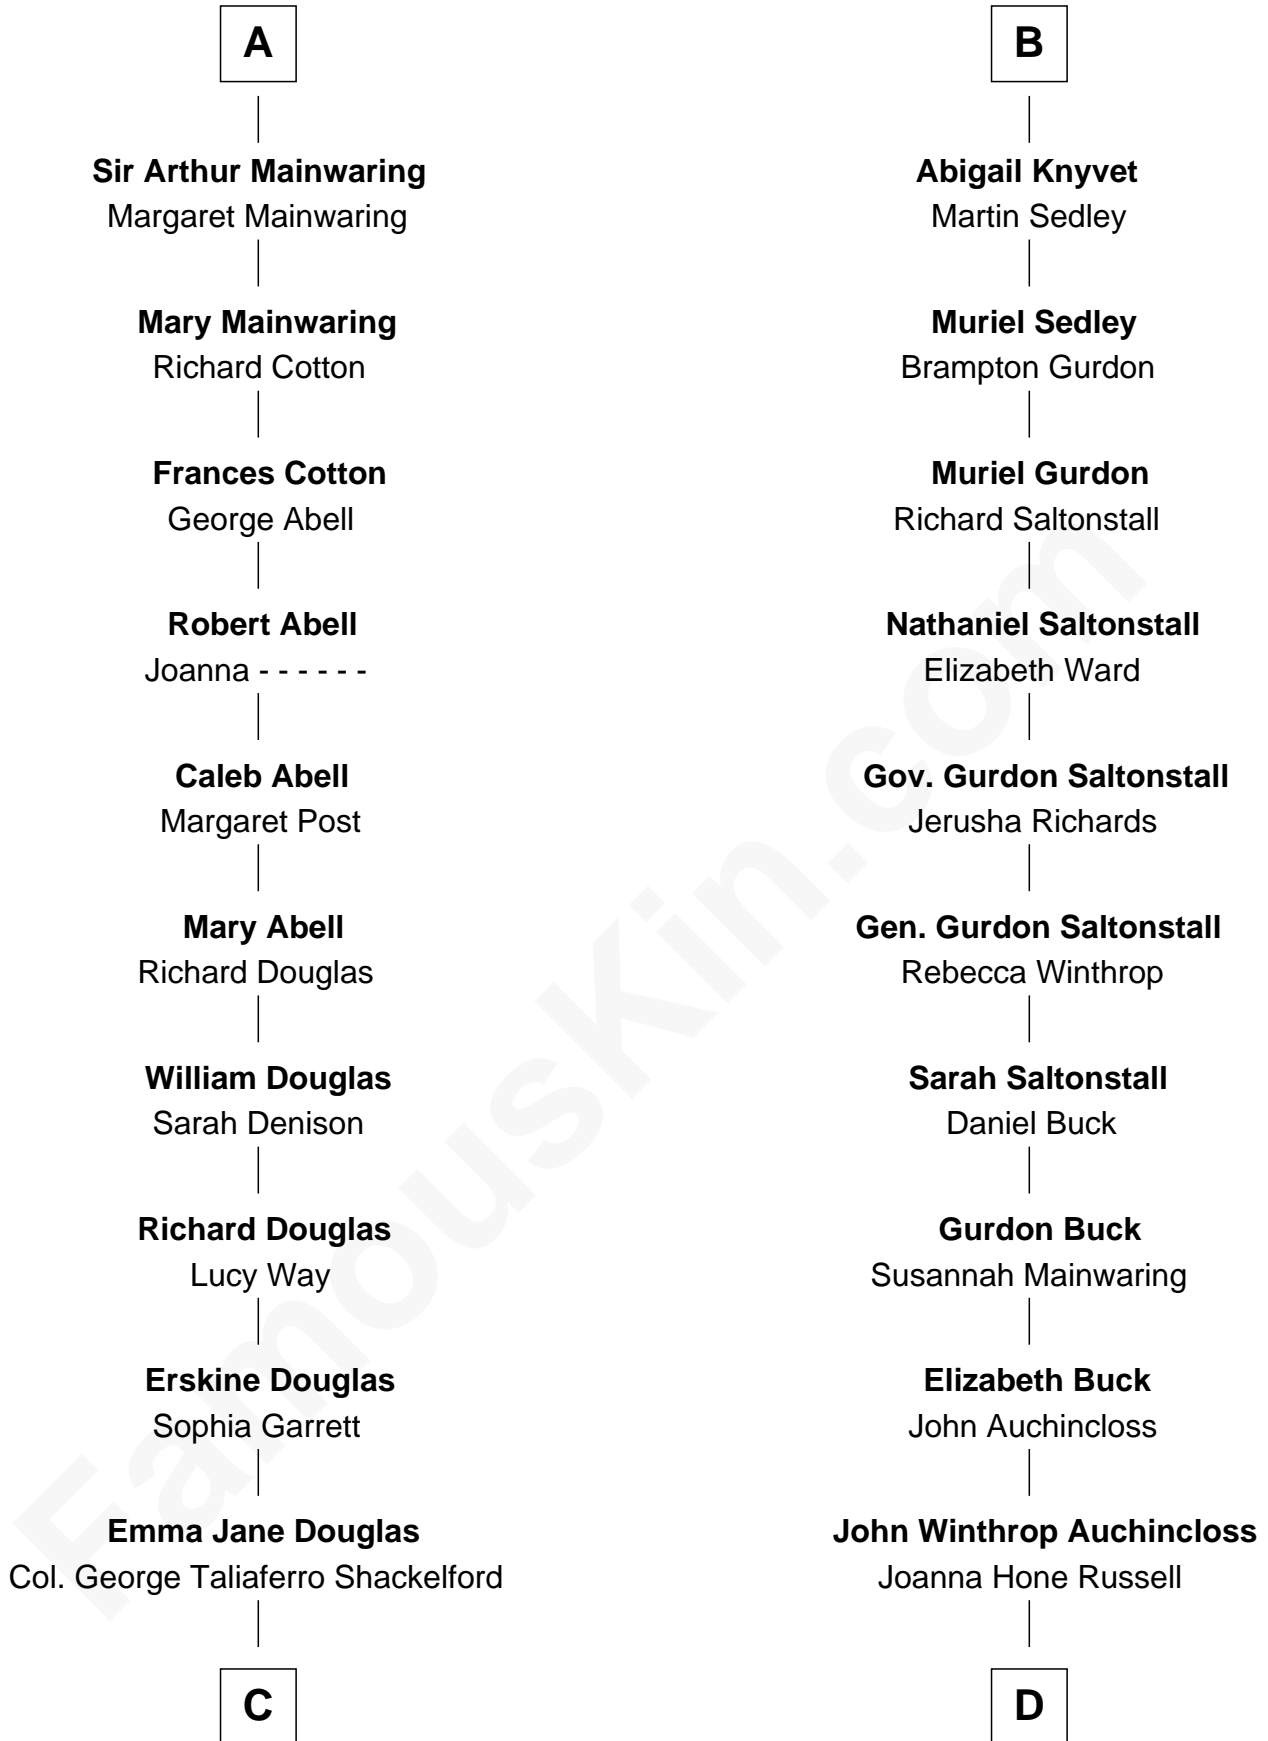 A
Sir Arthur Mainwaring
Margaret Mainwaring
Mary Mainwaring
Richard Cotton
Frances Cotton
George Abell
Robert Abell
Joanna - - - - - -
Caleb Abell
Margaret Post
Mary Abell
Richard Douglas
William Douglas
Sarah Denison
Richard Douglas
Lucy Way
Erskine Douglas
Sophia Garrett
Emma Jane Douglas
Col. George Taliaferro Shackelford
C
B
Abigail Knyvet
Martin Sedley
Muriel Sedley
Brampton Gurdon
Muriel Gurdon
Richard Saltonstall
Nathaniel Saltonstall
Elizabeth Ward
Gov. Gurdon Saltonstall
Jerusha Richards
Gen. Gurdon Saltonstall
Rebecca Winthrop
Sarah Saltonstall
Daniel Buck
Gurdon Buck
Susannah Mainwaring
Elizabeth Buck
John Auchincloss
John Winthrop Auchincloss
Joanna Hone Russell
D
FamousKin.com